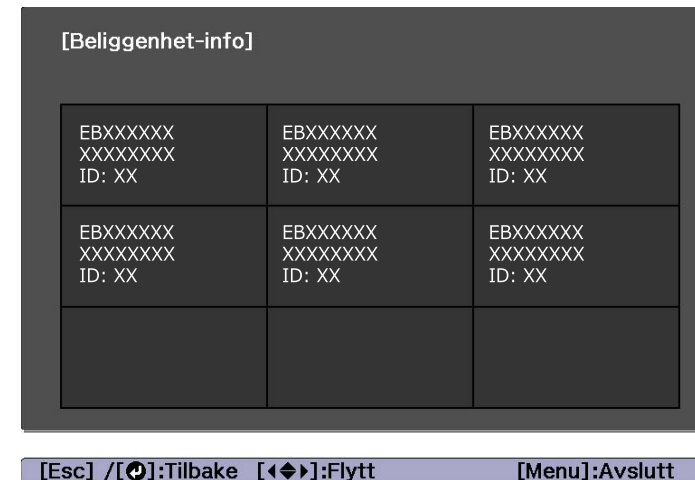 [Beliggenhet-info]
EBXXXXXX EBXXXXXX EBXXXXXX
XXXXXXXX XXXXXXXX XXXXXXXX
ID: XX ID: XX ID: XX
EBXXXXXX EBXXXXXX EBXXXXXX
XXXXXXXX XXXXXXXX XXXXXXXX
ID: XX ID: XX ID: XX
[Esc] /[⏎]:Tilbake [◀◆▶]:Flytt [Menu]:Avslutt